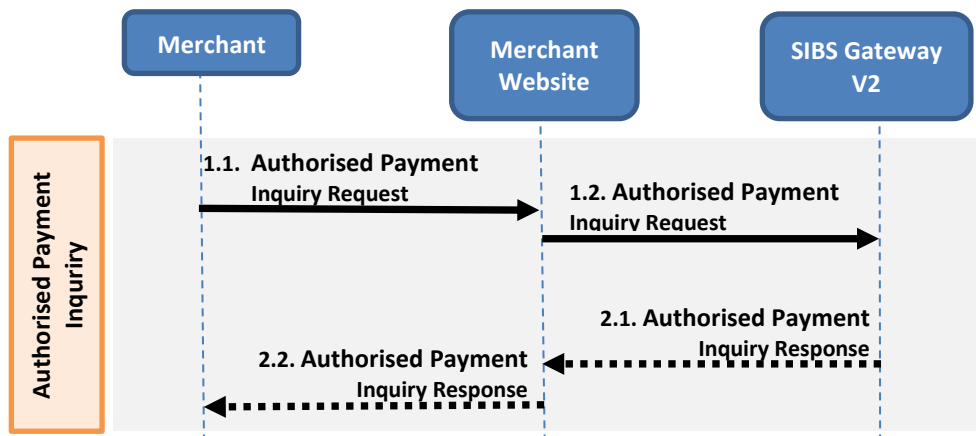 Merchant
Merchant
Website
SIBS Gateway
V2
Authorised Payment
Inquriry
1.1. Authorised Payment
Inquiry Request
1.2. Authorised Payment
Inquiry Request
2.1. Authorised Payment
Inquiry Response
2.2. Authorised Payment
Inquiry Response